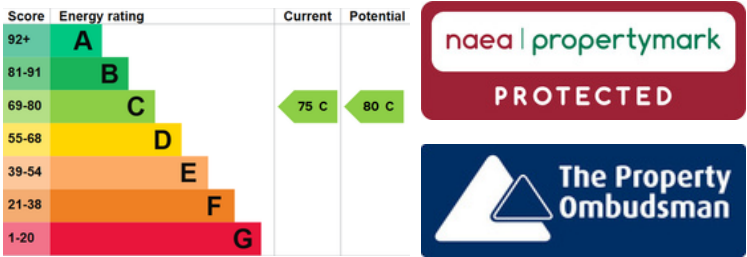 Score Energy rating Current Potential
92+ A
81-91 B
69-80 C 75 C 80 C
55-68 D
39-54 E
21-38 F
1-20 G
naea | propertymark
PROTECTED
The Property
Ombudsman